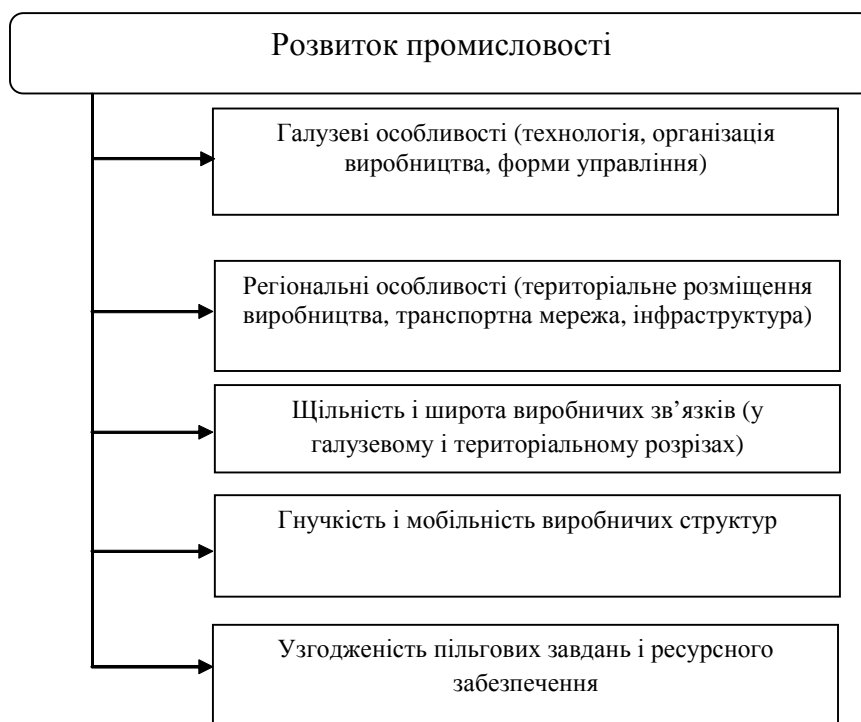 Розвиток промисловості
Галузеві особливості (технологія, організація
виробництва, форми управління)
Регіональні особливості (територіальне розміщення
виробництва, транспортна мережа, інфраструктура)
Щільність і широта виробничих зв’язків (у
галузевому і територіальному розрізах)
Гнучкість і мобільність виробничих структур
Узгодженість пільгових завдань і ресурсного
забезпечення